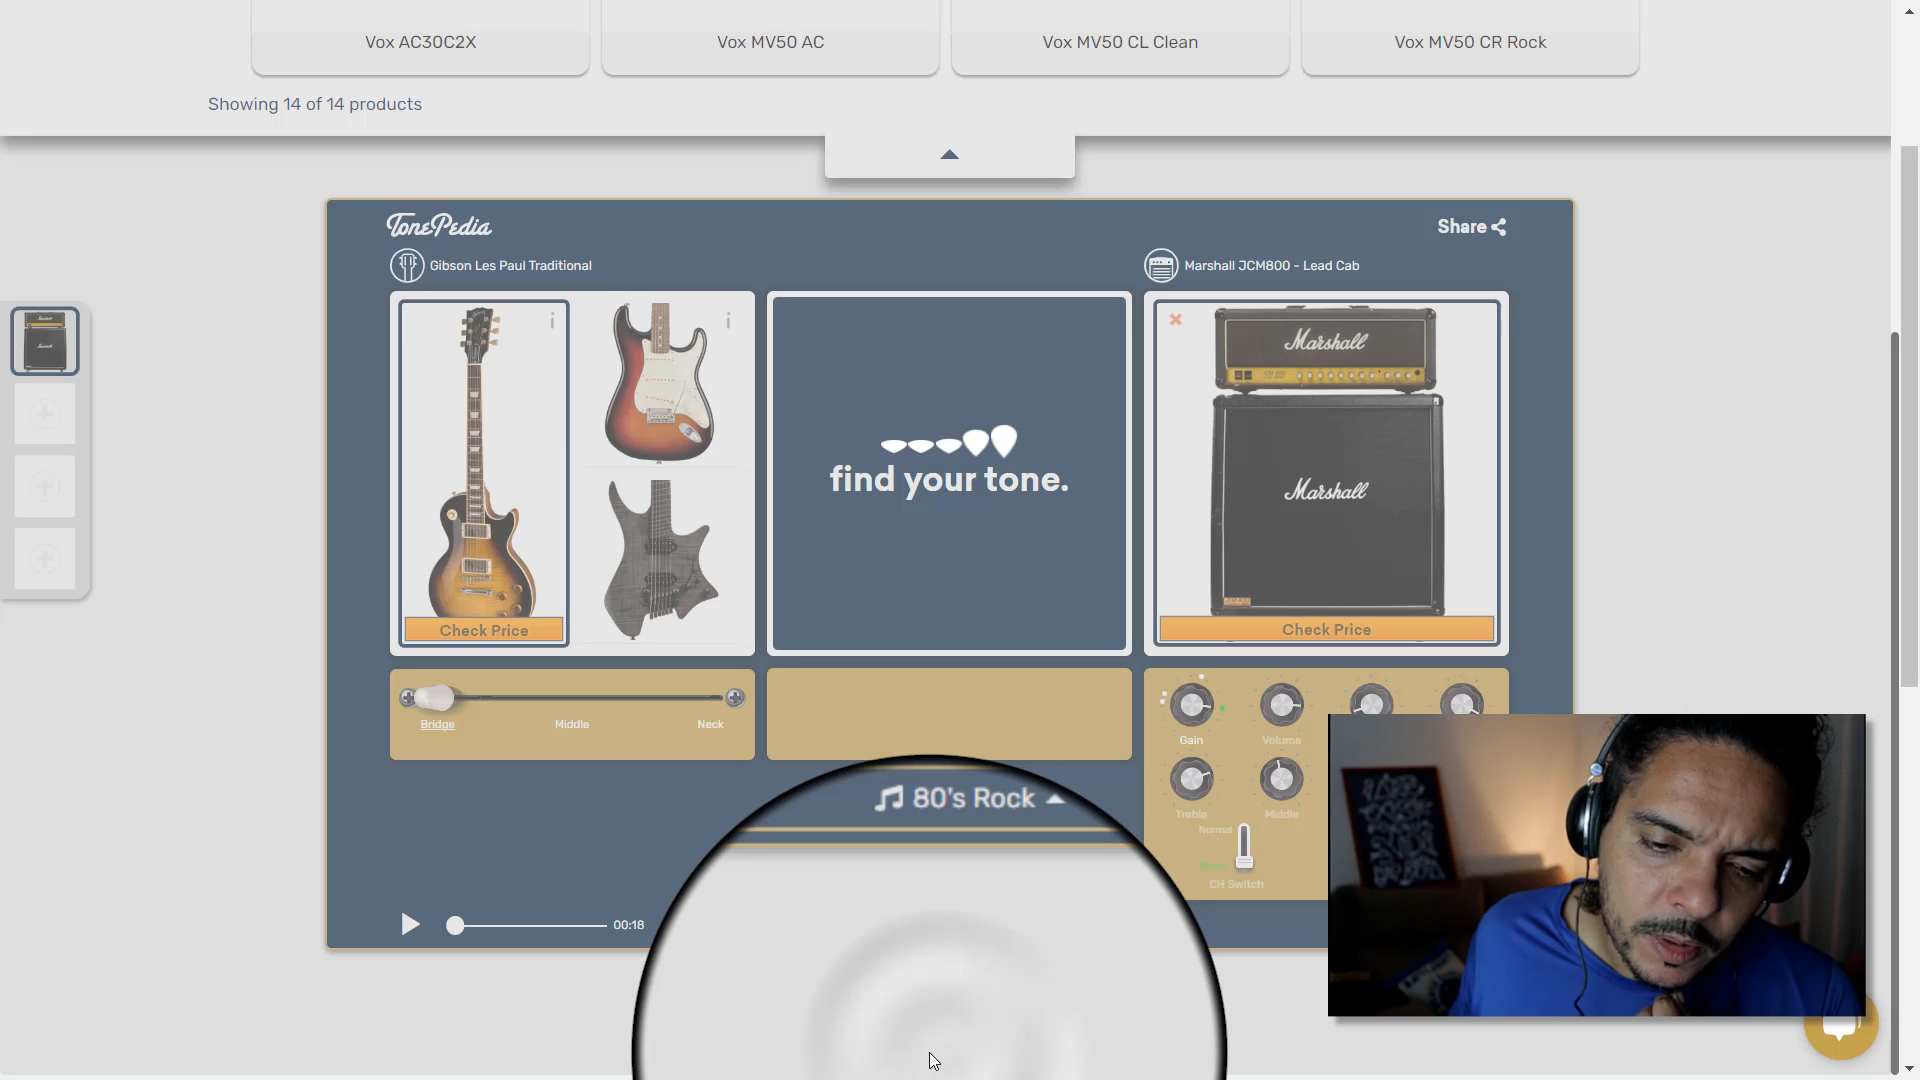 Vox AC30C2X
Vox MV50 AC
Vox MV50 CL Clean
Vox MV50 CR Rock
Showing 14 of 14 products
TonePedia
Share
Gibson Les Paul Traditional
Marshall JCM800 - Lead Cab
i
i
Marshall
Marshall
find your tone.
Check Price
Check Price
Bridge
Middle
Neck
Gain
Volume
Treble
Middle
Normal
CH Switch
80's Rock
00:18